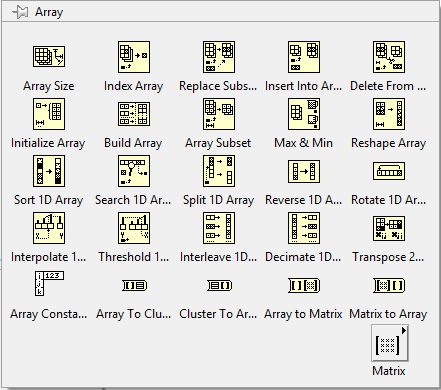 Array
Array Size Index Array Replace Subs... Insert Into Ar... Delete From ...
Initialize Array Build Array Array Subset Max & Min Reshape Array
Sort 1D Array Search 1D Ar... Split 1D Array Reverse 1D Ar... Rotate 1D Ar...
Interpolate 1... Threshold 1... Interleave 1D... Decimate 1D... Transpose 2...
123
Array Consta... Array To Clu... Cluster To Ar... Array to Matrix Matrix to Array
Matrix